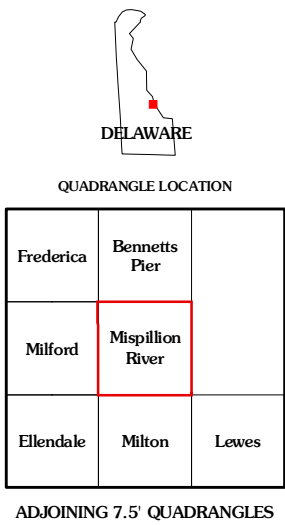 DELAWARE
QUADRANGLE LOCATION
Frederica
Bennetts
Pier
Milford
Mispillion
River
Ellendale
Milton
Lewes
ADJOINING 7.5' QUADRANGLES